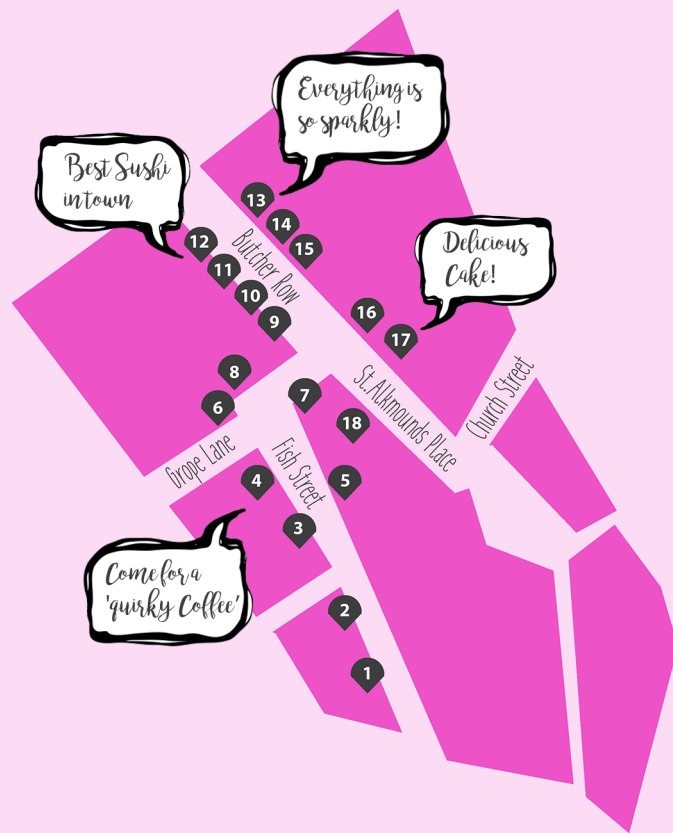 Everything is
so sparkly!
Best Sushi
in town
13
14
15
12
11
10
9
Butcher Row
Delicious
Cake!
16
17
8
6
7
18
St. Alkmounds Place
Church Street
Grope Lane
Fish Street
4
5
3
Come for a
'quirky Coffee'
2
1